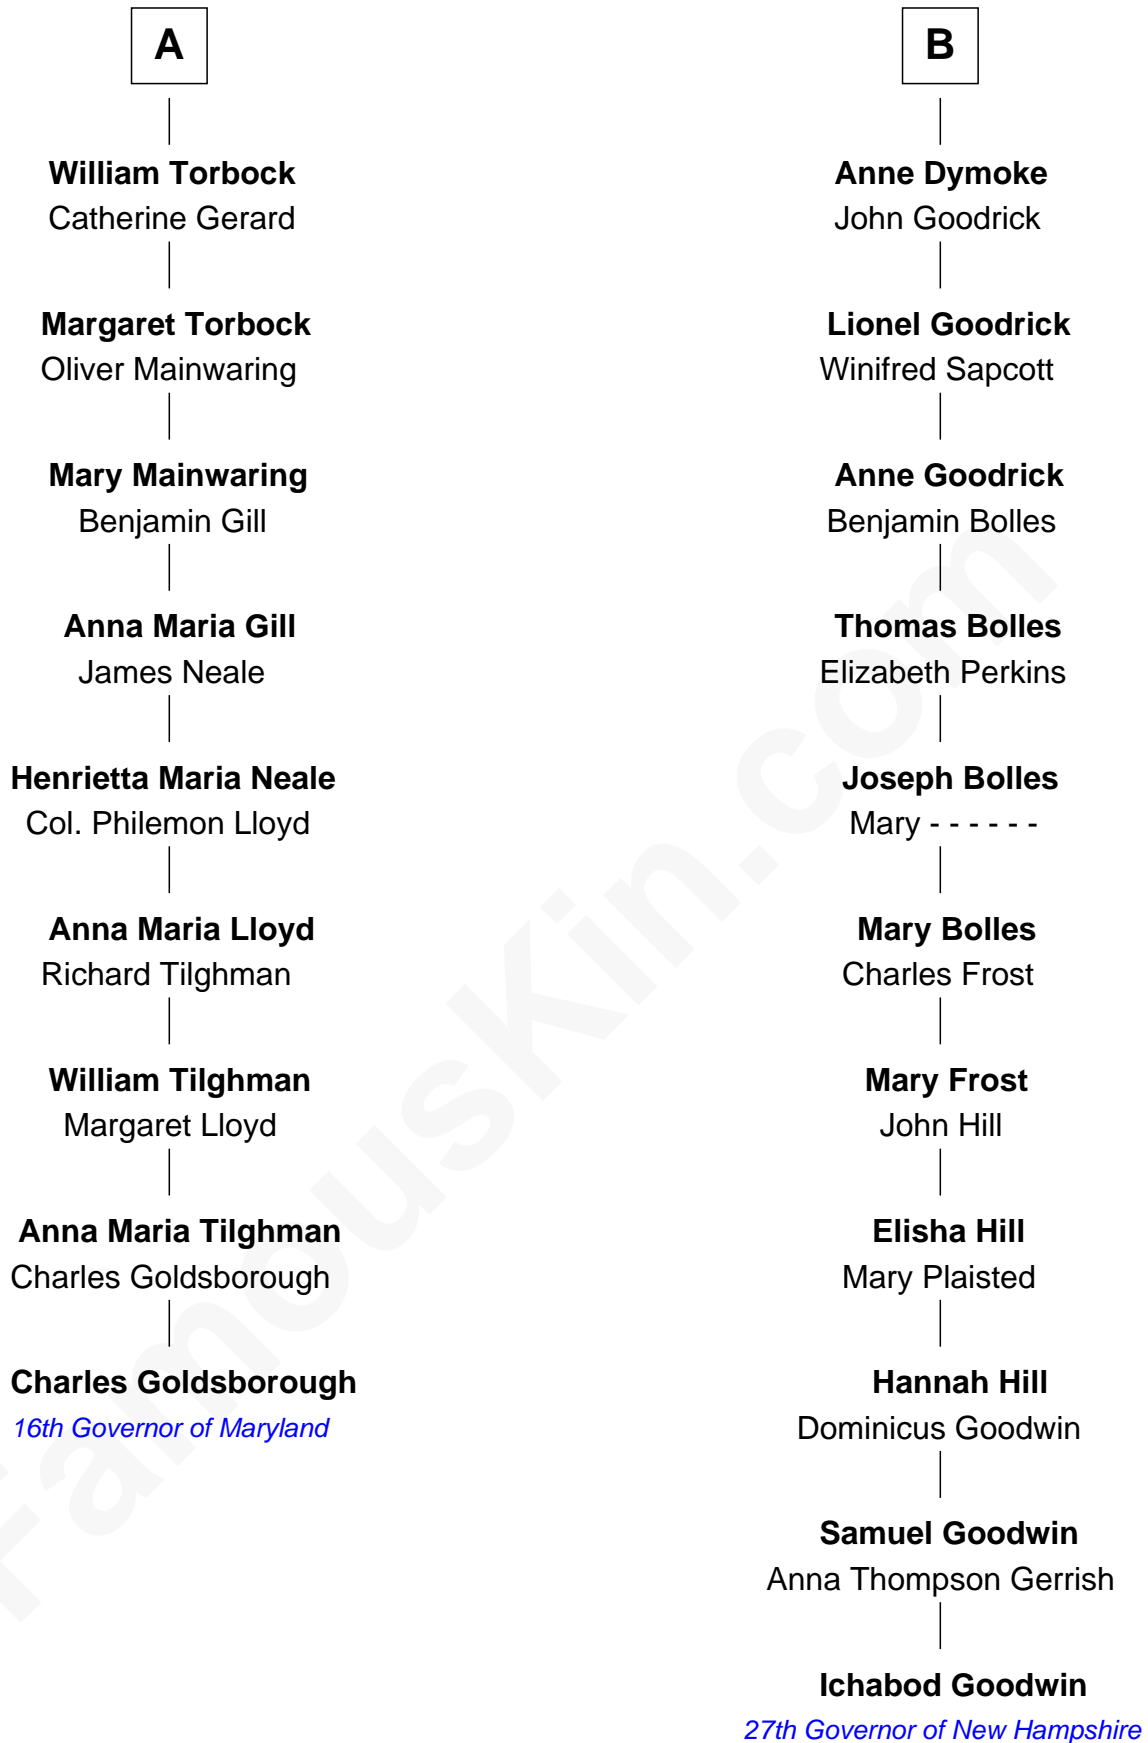 A
William Torbock
Catherine Gerard
Margaret Torbock
Oliver Mainwaring
Mary Mainwaring
Benjamin Gill
Anna Maria Gill
James Neale
Henrietta Maria Neale
Col. Philemon Lloyd
Anna Maria Lloyd
Richard Tilghman
William Tilghman
Margaret Lloyd
Anna Maria Tilghman
Charles Goldsborough
Charles Goldsborough
16th Governor of Maryland
B
Anne Dymoke
John Goodrick
Lionel Goodrick
Winifred Sapcott
Anne Goodrick
Benjamin Bolles
Thomas Bolles
Elizabeth Perkins
Joseph Bolles
Mary - - - - - -
Mary Bolles
Charles Frost
Mary Frost
John Hill
Elisha Hill
Mary Plaisted
Hannah Hill
Dominicus Goodwin
Samuel Goodwin
Anna Thompson Gerrish
Ichabod Goodwin
27th Governor of New Hampshire
FamousKin.com